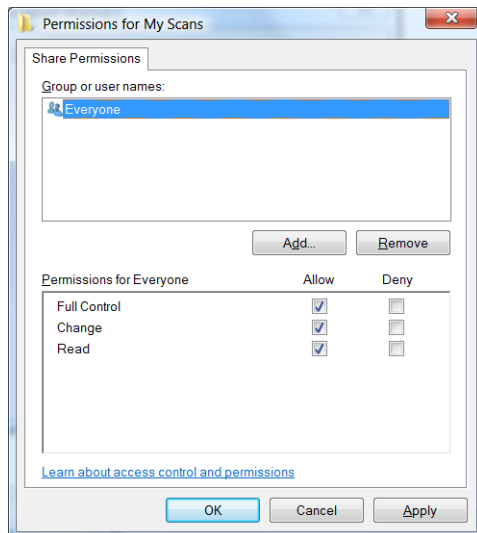 Permissions for My Scans
Share Permissions
Group or user names:
Everyone
Add... Remove
Permissions for Everyone Allow Deny
Full Control
Change
Read
Learn about access control and permissions
OK Cancel Apply